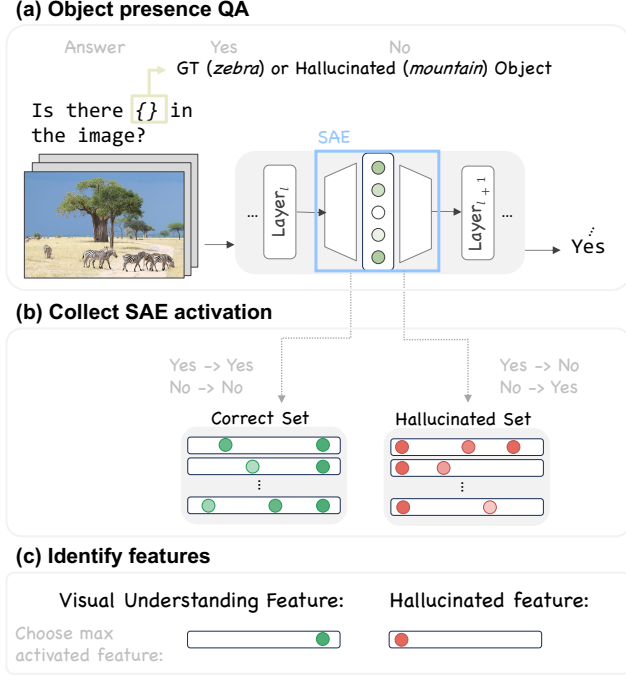 (a) Object presence QA
Answer Yes No
GT (zebra) or Hallucinated (mountain) Object
Is there {} in
the image?
SAE
... Layer_l Layer_{l + 1} ...
... Yes
(b) Collect SAE activation
Yes -> Yes Yes -> No
No -> No No -> Yes
Correct Set Hallucinated Set
... ...
(c) Identify features
Visual Understanding Feature: Hallucinated feature:
Choose max
activated feature: